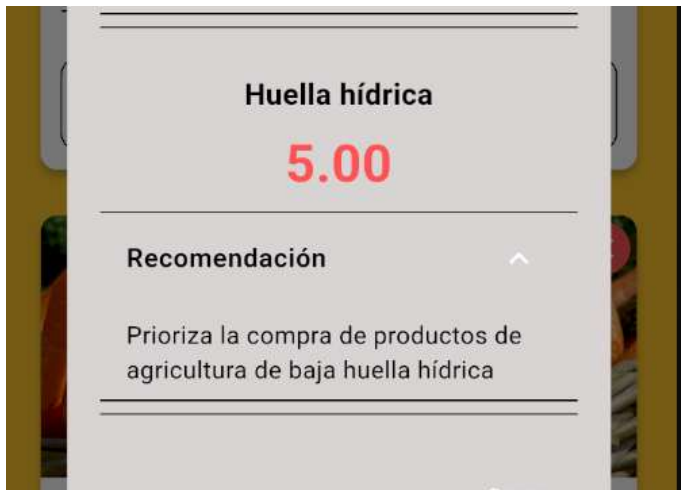 Huella hídrica
5.00
Recomendación
Prioriza la compra de productos de
agricultura de baja huella hídrica